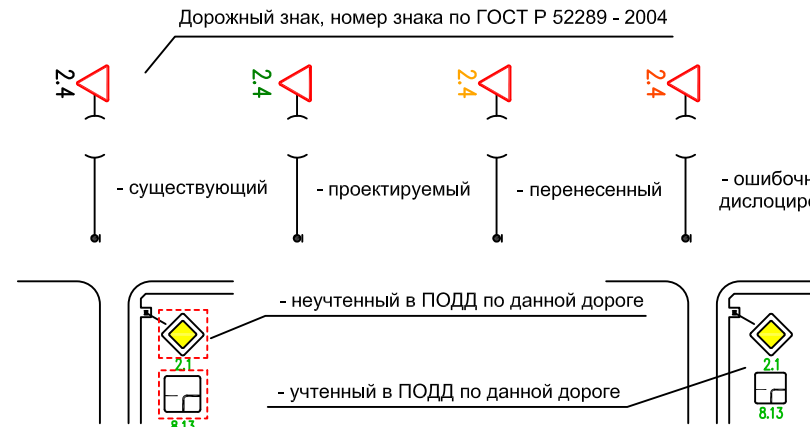 Дорожный знак, номер знака по ГОСТ Р 52289 - 2004
2.4
2.4
2.4
2.4
- существующий
- проектируемый
- перенесенный
- ошибочн
дислоциро
- неучтенный в ПОДД по данной дороге
2.1
2.1
- учтенный в ПОДД по данной дороге
8.13
8.13